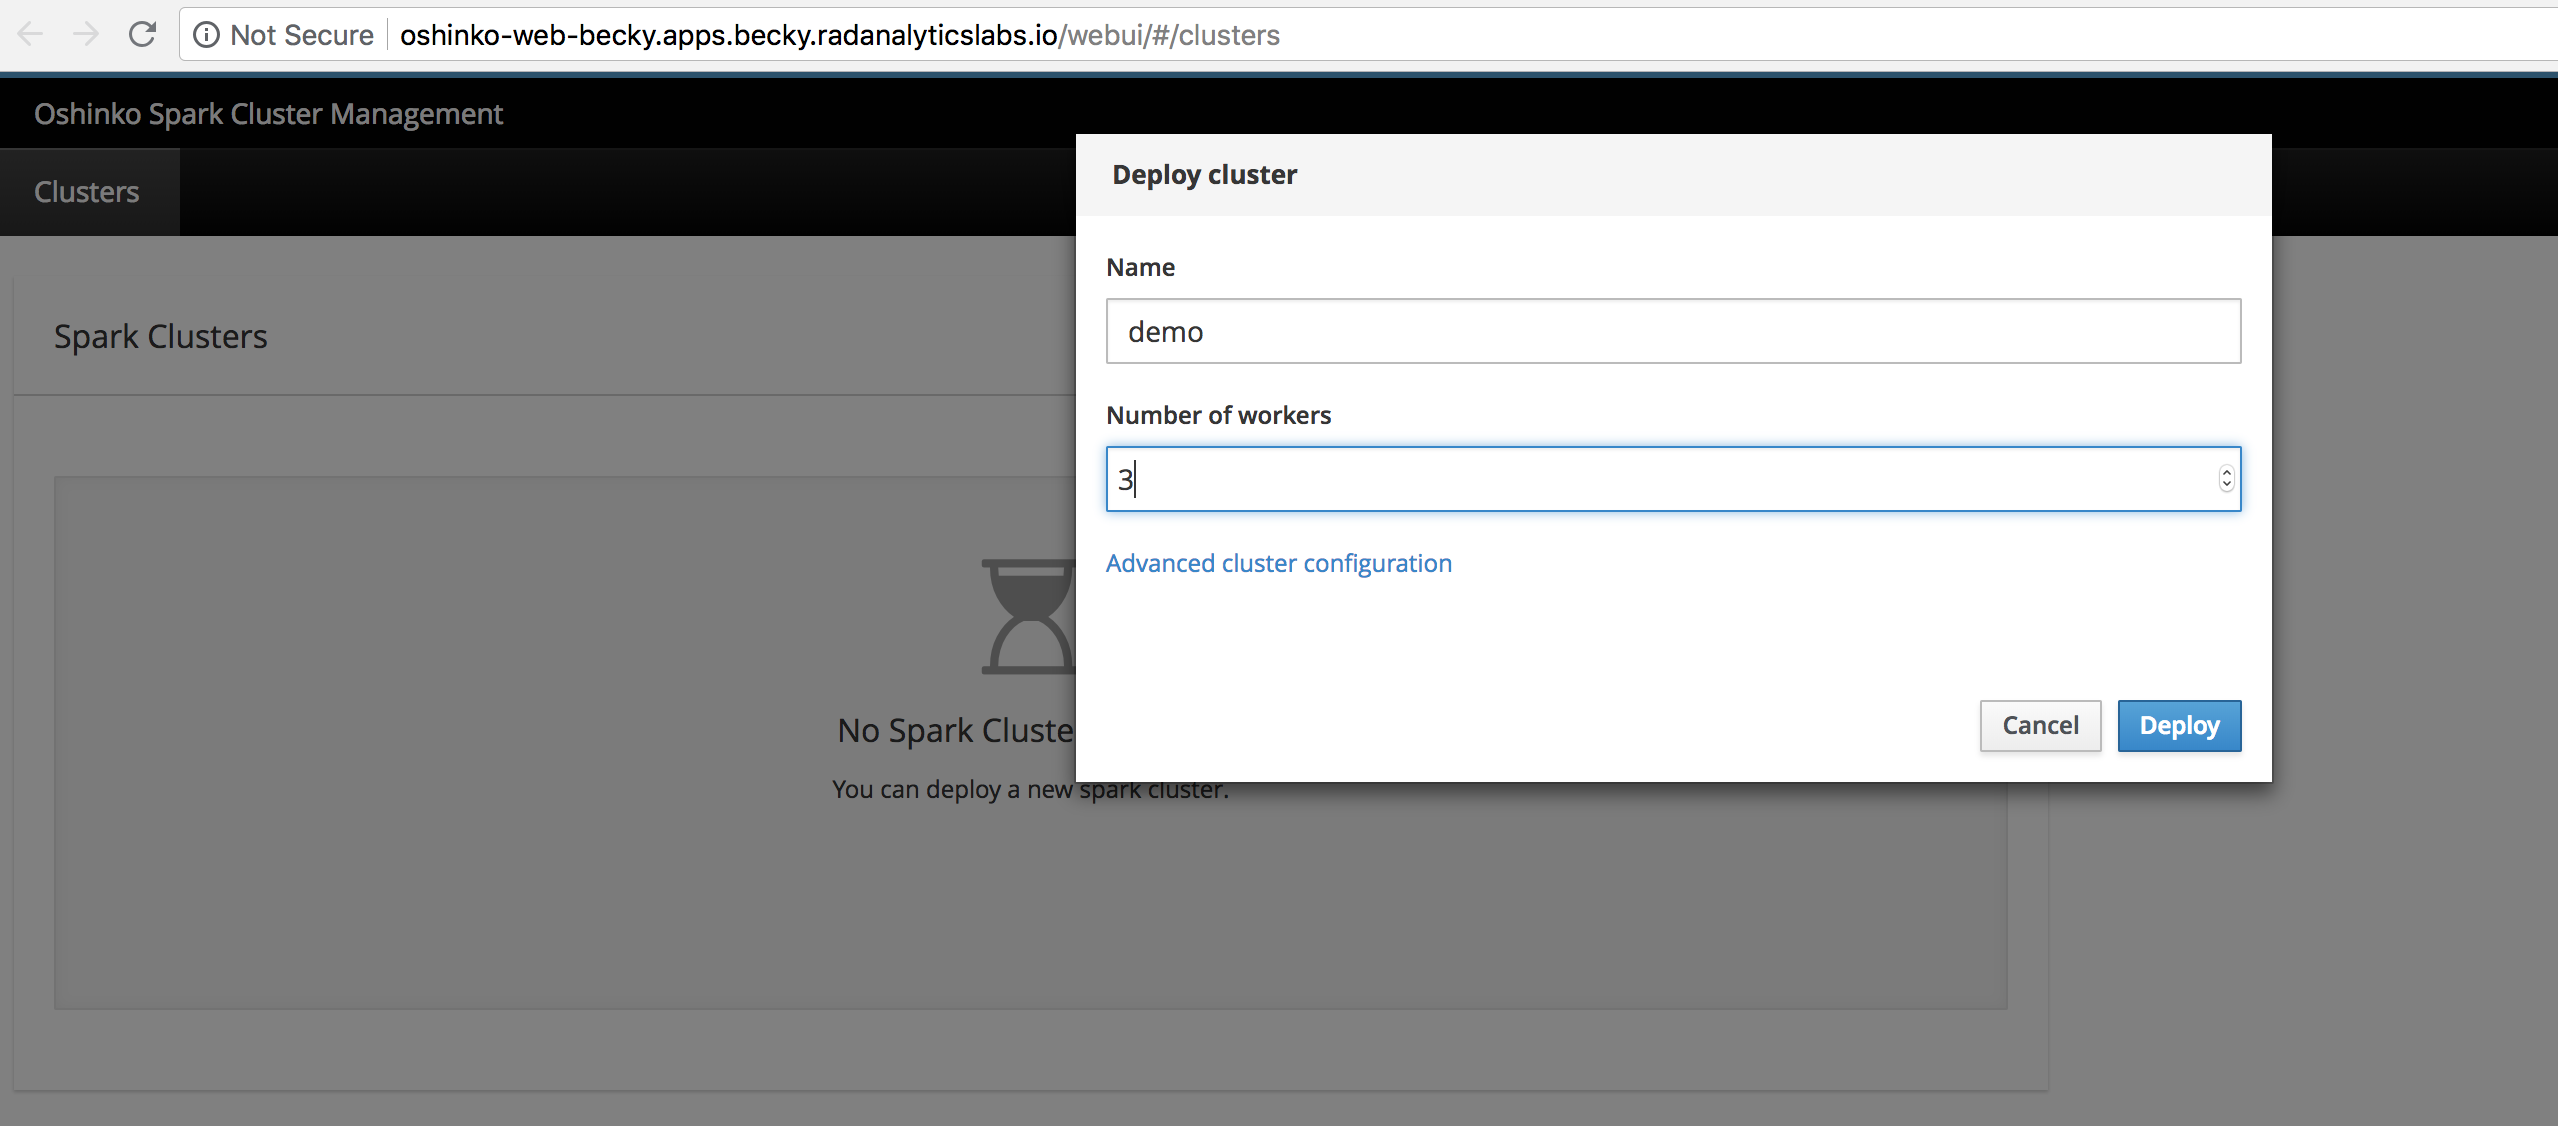 Not Secure oshinko-web-becky.apps.becky.radanalyticslabs.io/webui/#/clusters
Oshinko Spark Cluster Management
Clusters
Spark Clusters
No Spark
You can deploy a new spark cluster.
Deploy cluster
Name
demo
Number of workers
3
Advanced cluster configuration
Cancel Deploy